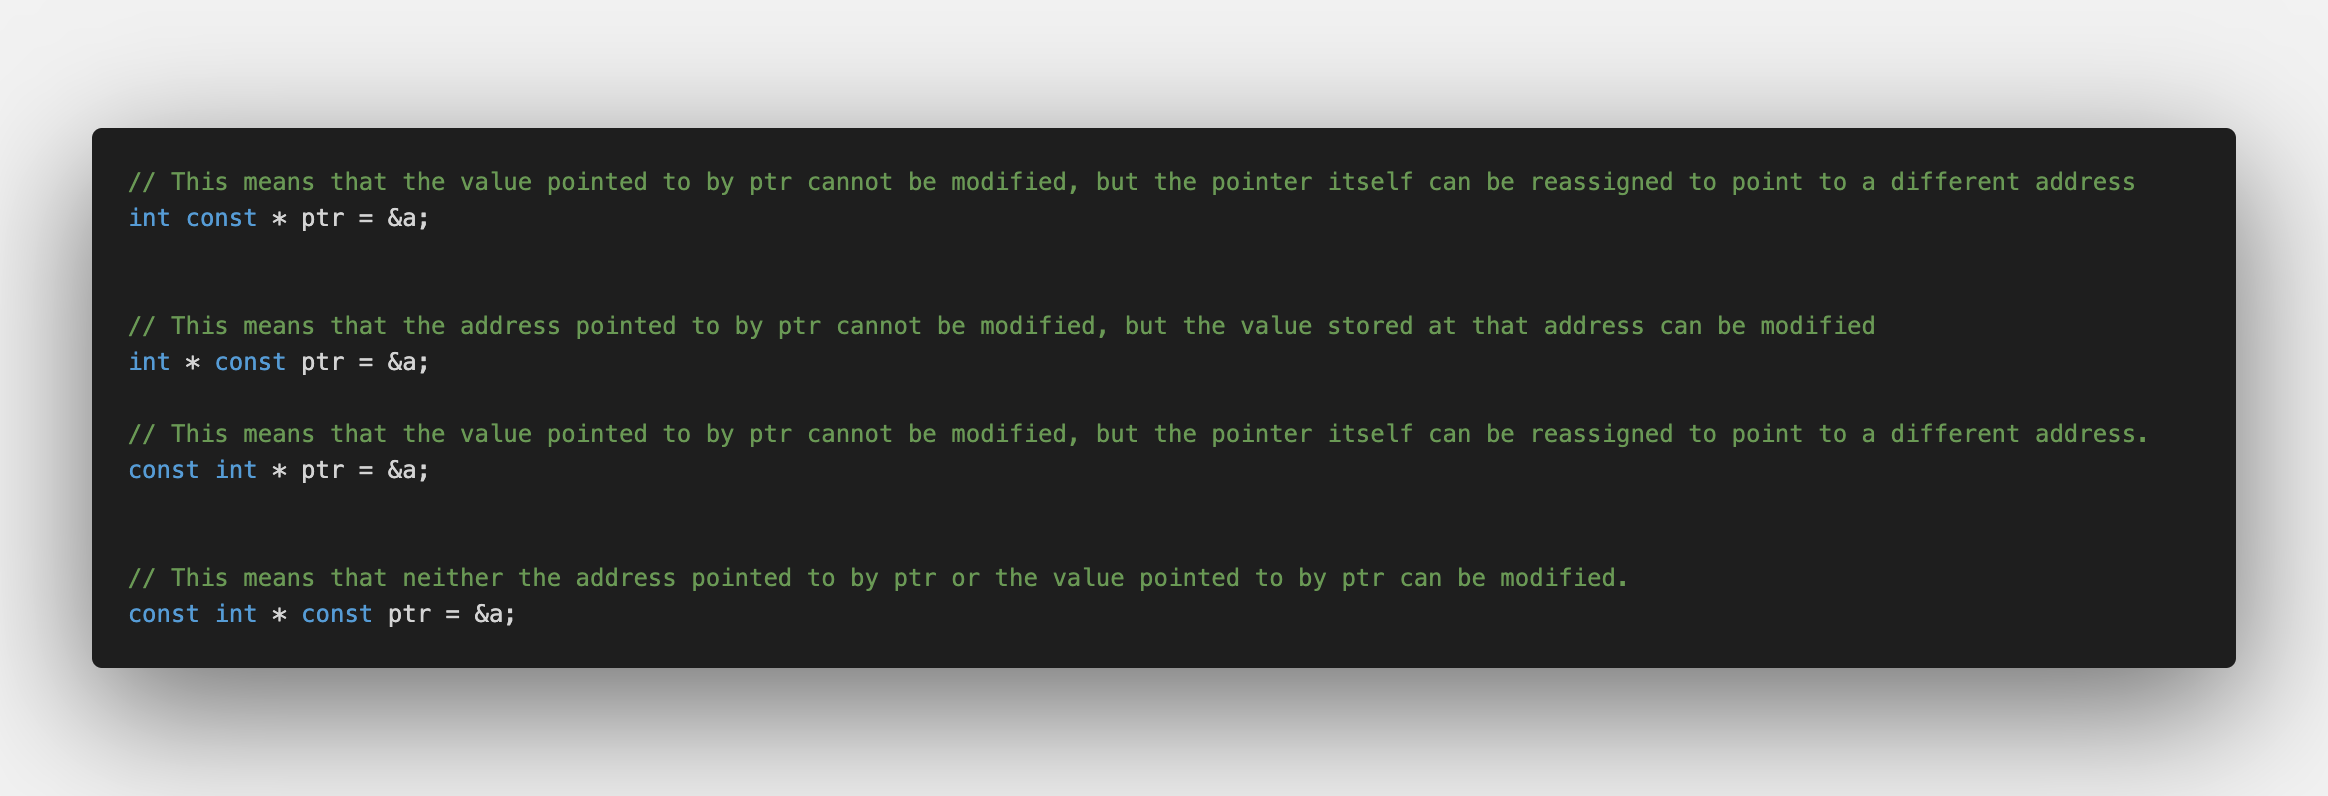 // This means that the value pointed to by ptr cannot be modified, but the pointer itself can be reassigned to point to a different address
int const * ptr = &a;
// This means that the address pointed to by ptr cannot be modified, but the value stored at that address can be modified
int * const ptr = &a;
// This means that the value pointed to by ptr cannot be modified, but the pointer itself can be reassigned to point to a different address.
const int * ptr = &a;
// This means that neither the address pointed to by ptr or the value pointed to by ptr can be modified.
const int * const ptr = &a;